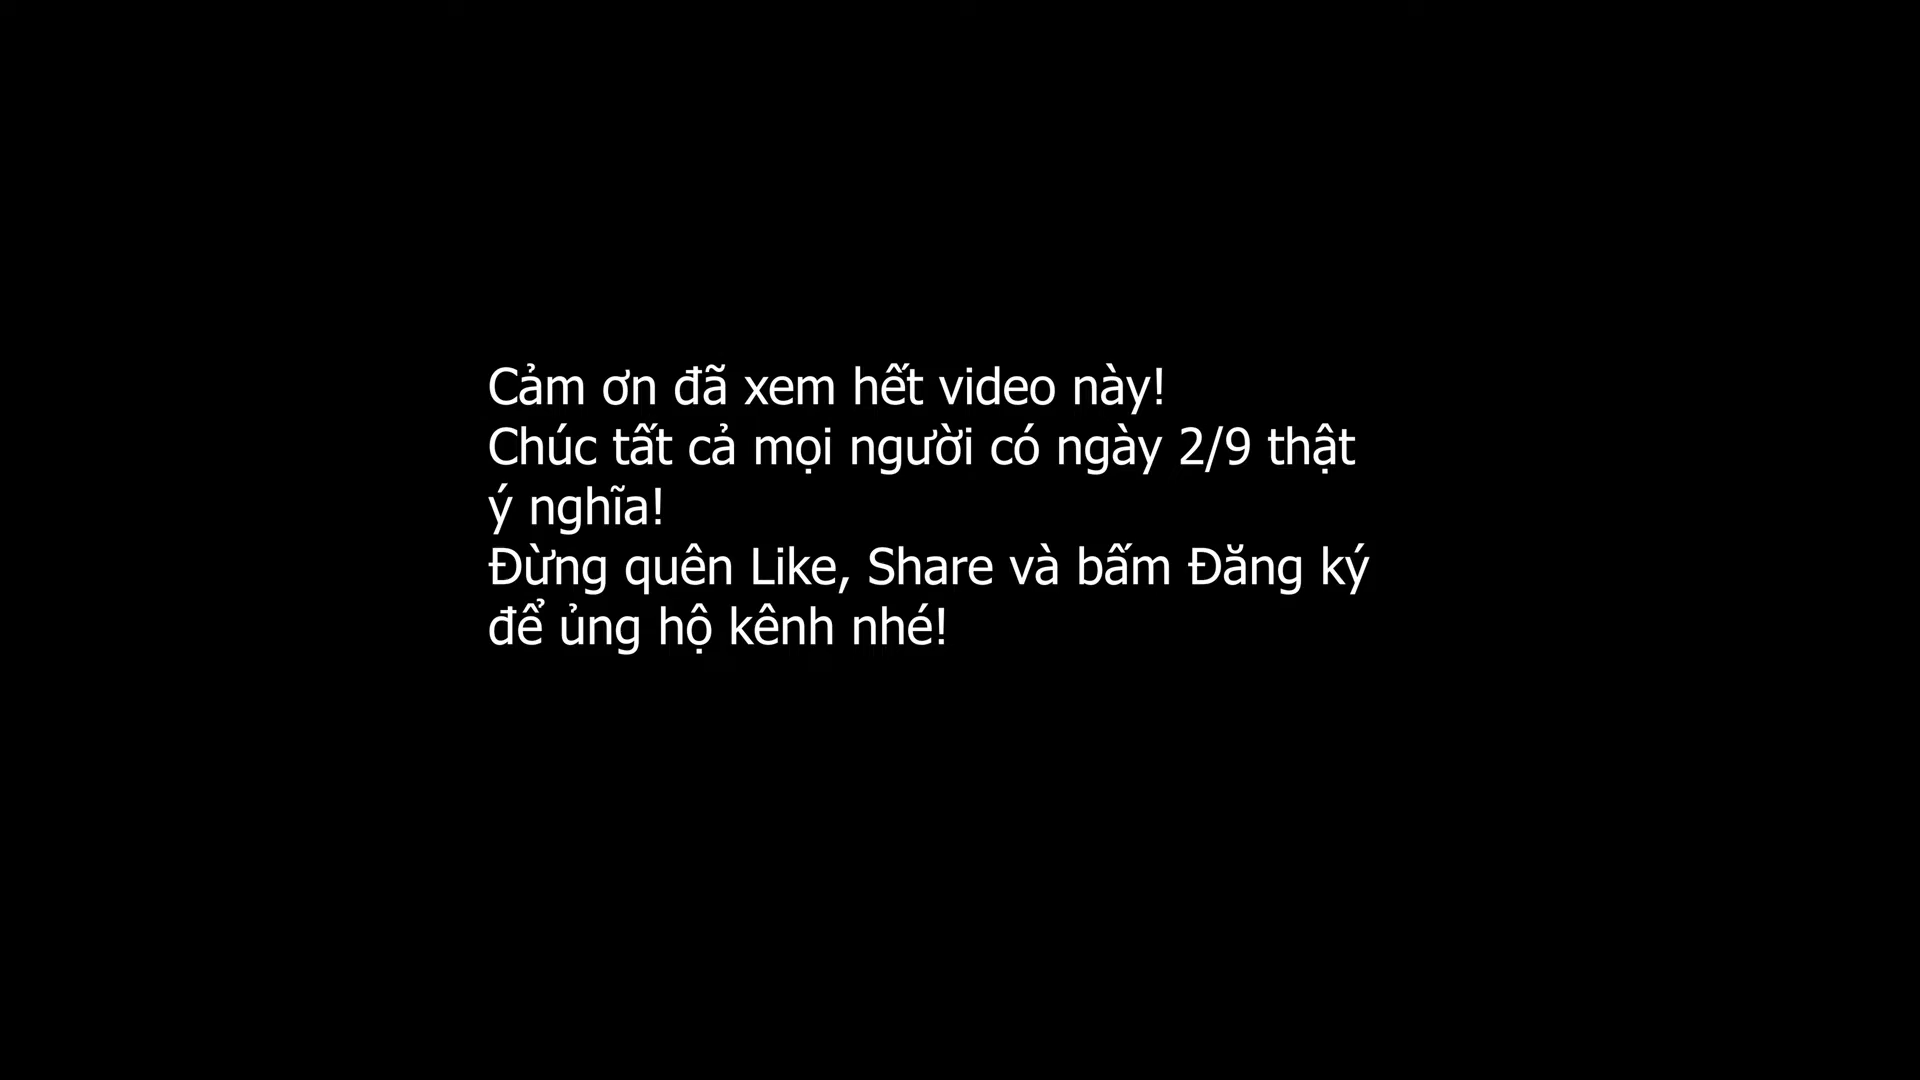 Cảm ơn đã xem hết video này!
Chúc tất cả mọi người có ngày 2/9 thật
ý nghĩa!
Đừng quên Like, Share và bấm Đăng ký
để ủng hộ kênh nhé!